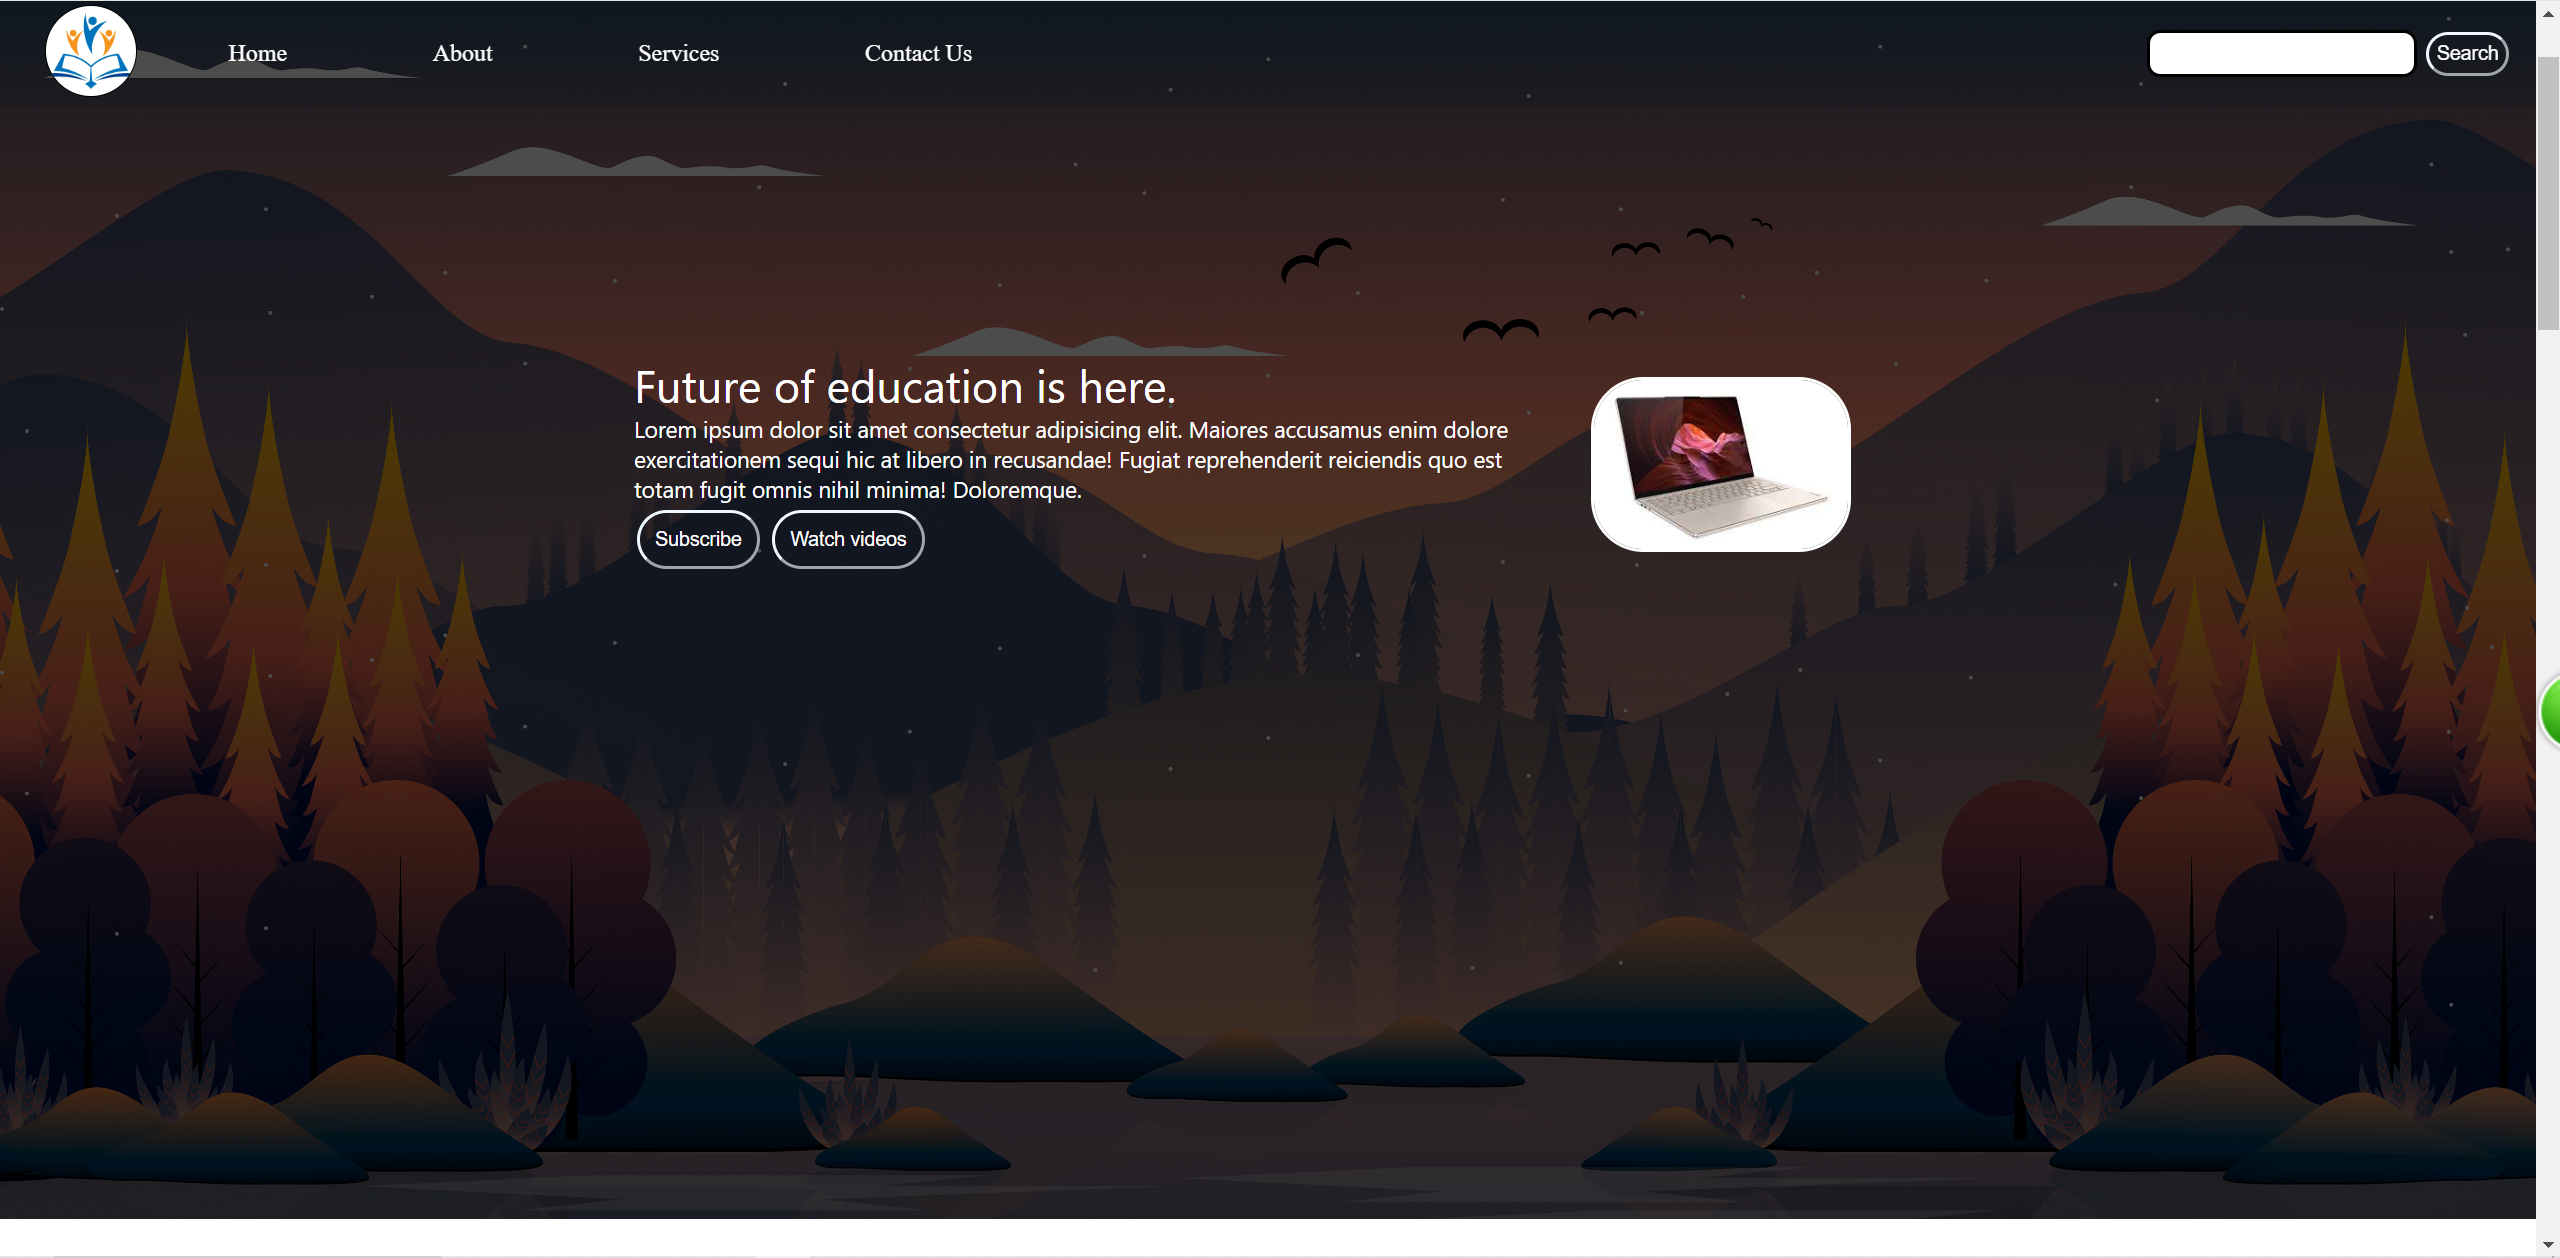 Home About Services Contact Us Search
Future of education is here.
Lorem ipsum dolor sit amet consectetur adipisicing elit. Maiores accusamus enim dolore
exercitationem sequi hic at libero in recusandae! Fugiat reprehenderit reiciendis quo est
totam fugit omnis nihil minima! Doloremque.
Subscribe Watch videos